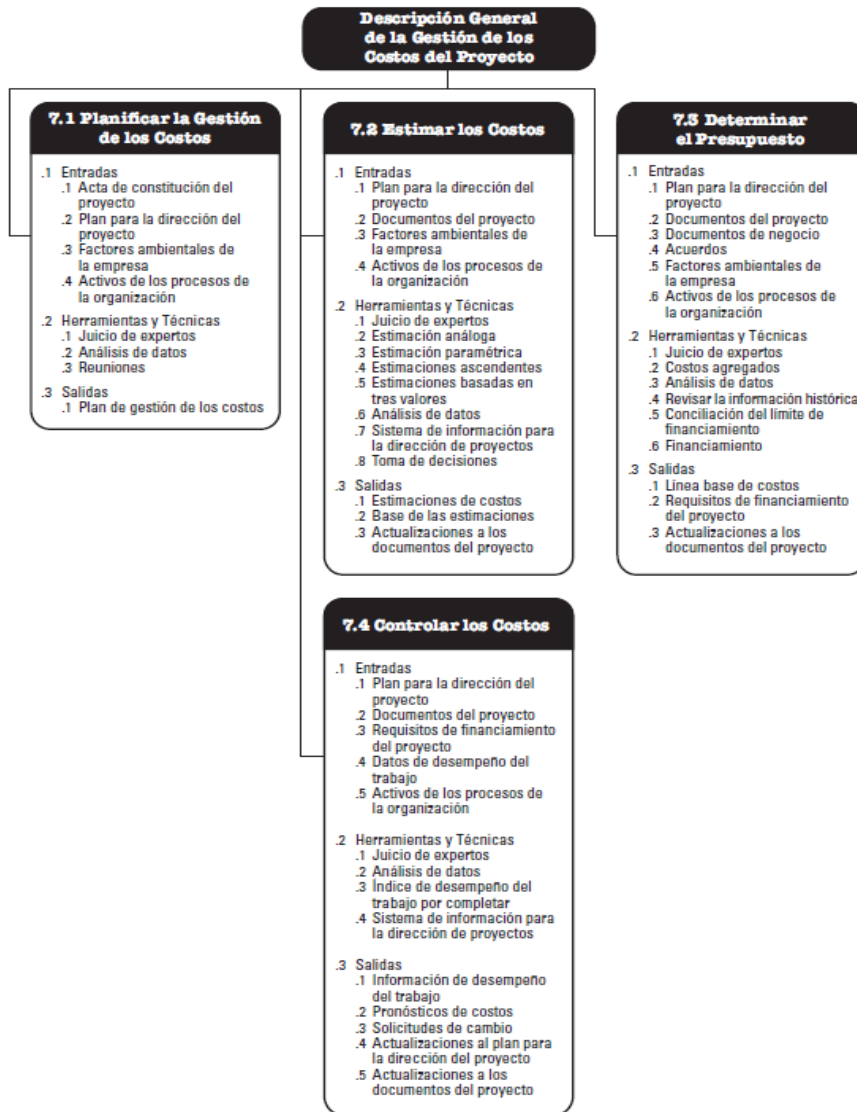 Descripción General
de la Gestión de los
Costos del Proyecto
7.1 Planificar la Gestión
de los Costos
.1 Entradas
.1 Acta de constitución del
proyecto
.2 Plan para la dirección del
proyecto
.3 Factores ambientales de
la empresa
.4 Activos de los procesos de
la organización
.2 Herramientas y Técnicas
.1 Juicio de expertos
.2 Análisis de datos
.3 Reuniones
.3 Salidas
.1 Plan de gestión de los costos
7.2 Estimar los Costos
.1 Entradas
.1 Plan para la dirección del
proyecto
.2 Documentos del proyecto
.3 Factores ambientales de
la empresa
.4 Activos de los procesos de
la organización
.2 Herramientas y Técnicas
.1 Juicio de expertos
.2 Estimación análoga
.3 Estimación paramétrica
.4 Estimaciones ascendentes
.5 Estimaciones basadas en
tres valores
.6 Análisis de datos
.7 Sistema de información para
la dirección de proyectos
.8 Toma de decisiones
.3 Salidas
.1 Estimaciones de costos
.2 Base de las estimaciones
.3 Actualizaciones a los
documentos del proyecto
7.3 Determinar
el Presupuesto
.1 Entradas
.1 Plan para la dirección del
proyecto
.2 Documentos del proyecto
.3 Documentos de negocio
.4 Acuerdos
.5 Factores ambientales de
la empresa
.6 Activos de los procesos de
la organización
.2 Herramientas y Técnicas
.1 Juicio de expertos
.2 Costos agregados
.3 Análisis de datos
.4 Revisar la información histórica
.5 Conciliación del límite de
financiamiento
.6 Financiamiento
.3 Salidas
.1 Línea base de costos
.2 Requisitos de financiamiento
del proyecto
.3 Actualizaciones a los
documentos del proyecto
7.4 Controlar los Costos
.1 Entradas
.1 Plan para la dirección del
proyecto
.2 Documentos del proyecto
.3 Requisitos de financiamiento
del proyecto
.4 Datos de desempeño del
trabajo
.5 Activos de los procesos de
la organización
.2 Herramientas y Técnicas
.1 Juicio de expertos
.2 Análisis de datos
.3 Índice de desempeño del
trabajo por completar
.4 Sistema de información para
la dirección de proyectos
.3 Salidas
.1 Información de desempeño
del trabajo
.2 Pronósticos de costos
.3 Solicitudes de cambio
.4 Actualizaciones al plan para
la dirección del proyecto
.5 Actualizaciones a los
documentos del proyecto